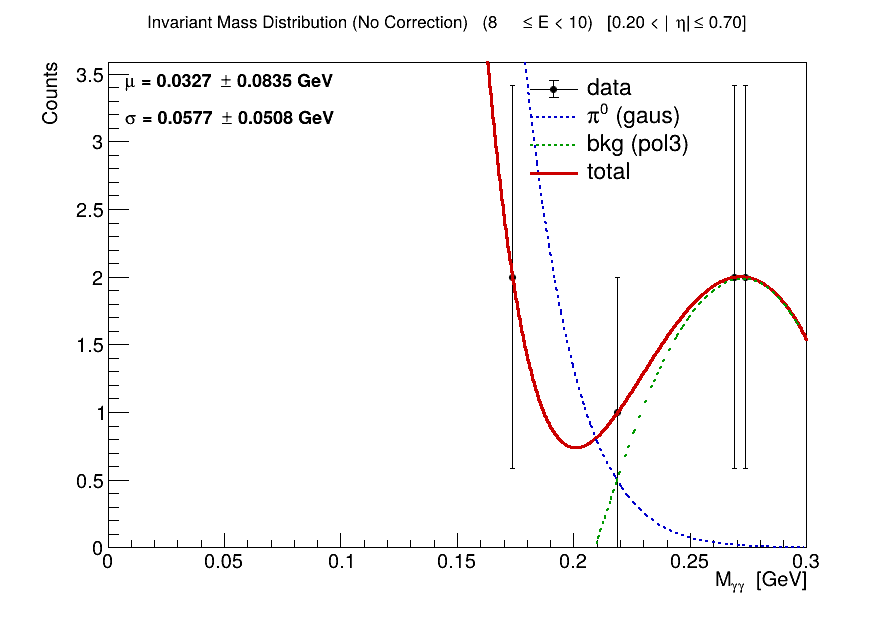 Invariant Mass Distribution (No Correction) (8 ≤ E < 10) [0.20 < | η| ≤ 0.70]
Counts
μ = 0.0327 ± 0.0835 GeV
σ = 0.0577 ± 0.0508 GeV
data
π⁰ (gaus)
bkg (pol3)
total
3.5
3
2.5
2
1.5
1
0.5
0
0 0.05 0.1 0.15 0.2 0.25 0.3
Mγγ [GeV]